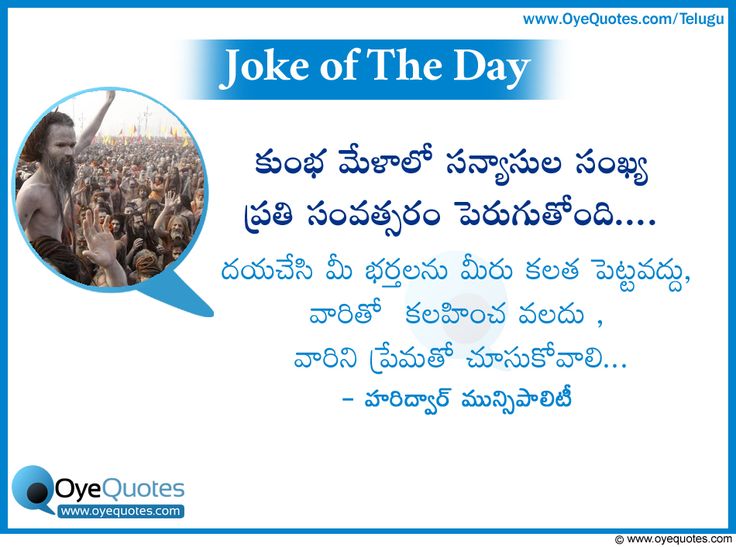 www.OyeQuotes.com/Telugu
Joke of The Day
కుంభ మేళాలో సన్యాసుల సంఖ్య
ప్రతి సంవత్సరం పెరుగుతోంది....
దయచేసి మీ భర్తలను మీరు కలత పెట్టవద్దు,
వారితో కలహించ వలదు ,
వారిని ప్రేమతో చూసుకోవాలి...
- హరిద్వార్ మున్సిపాలిటీ
OyeQuotes
www.oyequotes.com
© www.oyequotes.com